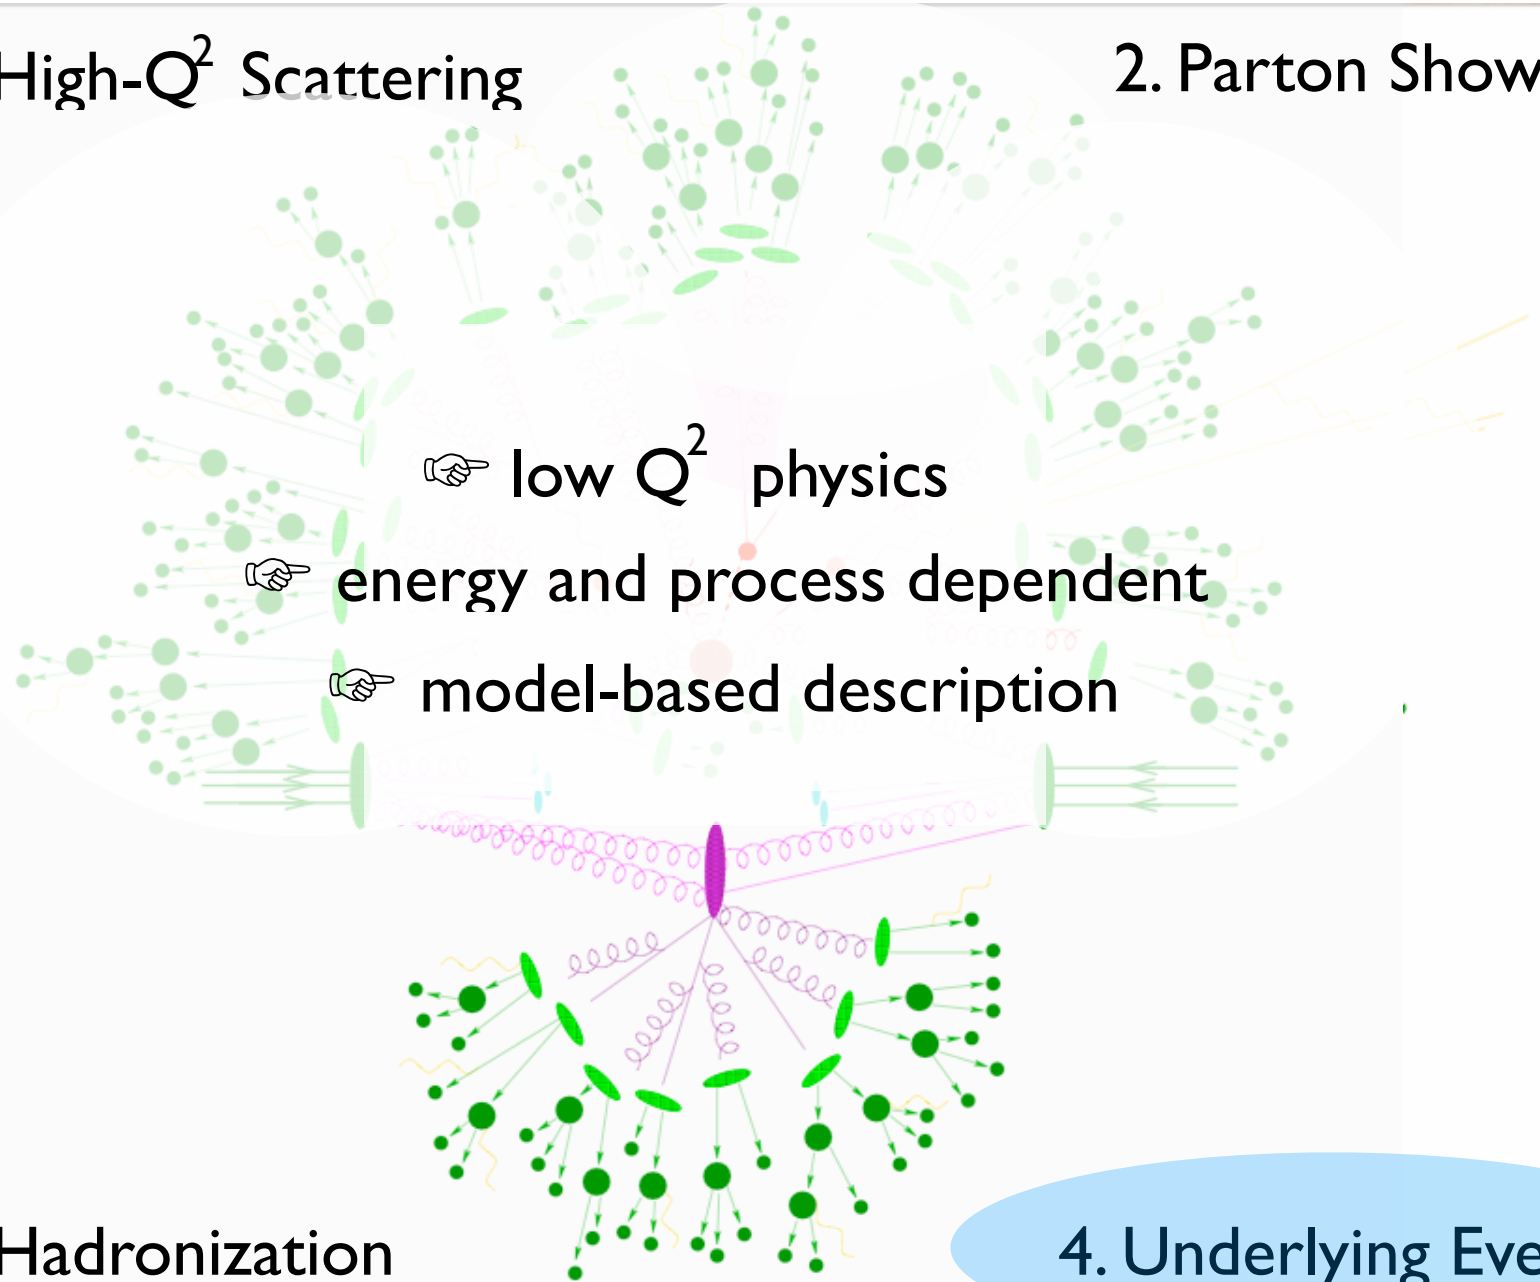 High-Q² Scattering
2. Parton Show
☞ low Q² physics
☞ energy and process dependent
☞ model-based description
Hadronization
4. Underlying Eve